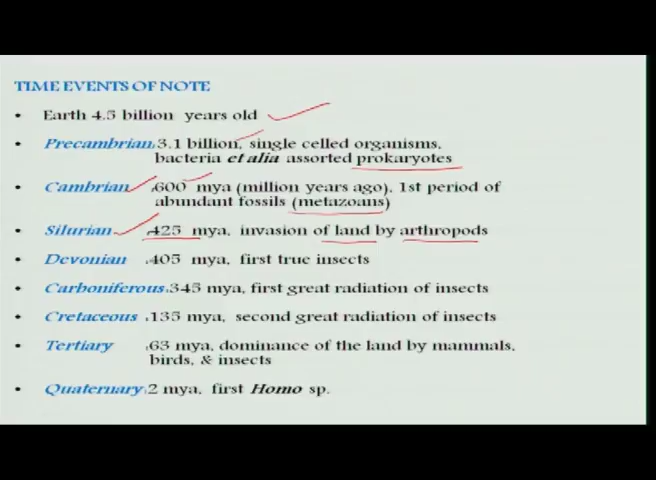 TIME EVENTS OF NOTE
• Earth 4.5 billion years old
• Precambrian: 3.1 billion, single celled organisms,
bacteria et alia assorted prokaryotes
• Cambrian :600 mya (million years ago). 1st period of
abundant fossils (metazoans)
• Silurian :425 mya, invasion of land by arthropods
• Devonian :405 mya, first true insects
• Carboniferous:345 mya, first great radiation of insects
• Cretaceous :135 mya, second great radiation of insects
• Tertiary :63 mya, dominance of the land by mammals,
birds, & insects
• Quaternary:2 mya, first Homo sp.